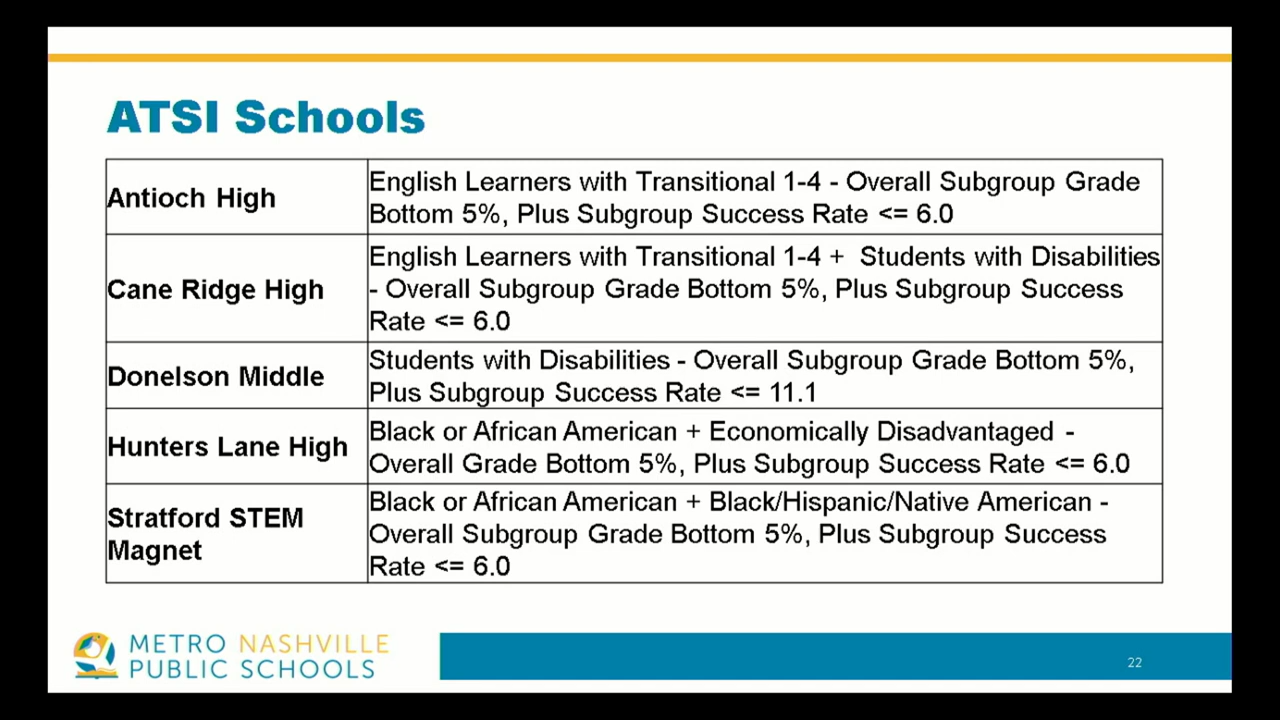 ATSI Schools
Antioch High
English Learners with Transitional 1-4 - Overall Subgroup Grade
Bottom 5%, Plus Subgroup Success Rate <= 6.0
Cane Ridge High
English Learners with Transitional 1-4 + Students with Disabilities
- Overall Subgroup Grade Bottom 5%, Plus Subgroup Success
Rate <= 6.0
Donelson Middle
Students with Disabilities - Overall Subgroup Grade Bottom 5%,
Plus Subgroup Success Rate <= 11.1
Hunters Lane High
Black or African American + Economically Disadvantaged -
Overall Grade Bottom 5%, Plus Subgroup Success Rate <= 6.0
Stratford STEM
Magnet
Black or African American + Black/Hispanic/Native American -
Overall Subgroup Grade Bottom 5%, Plus Subgroup Success
Rate <= 6.0
METRO NASHVILLE
PUBLIC SCHOOLS
22